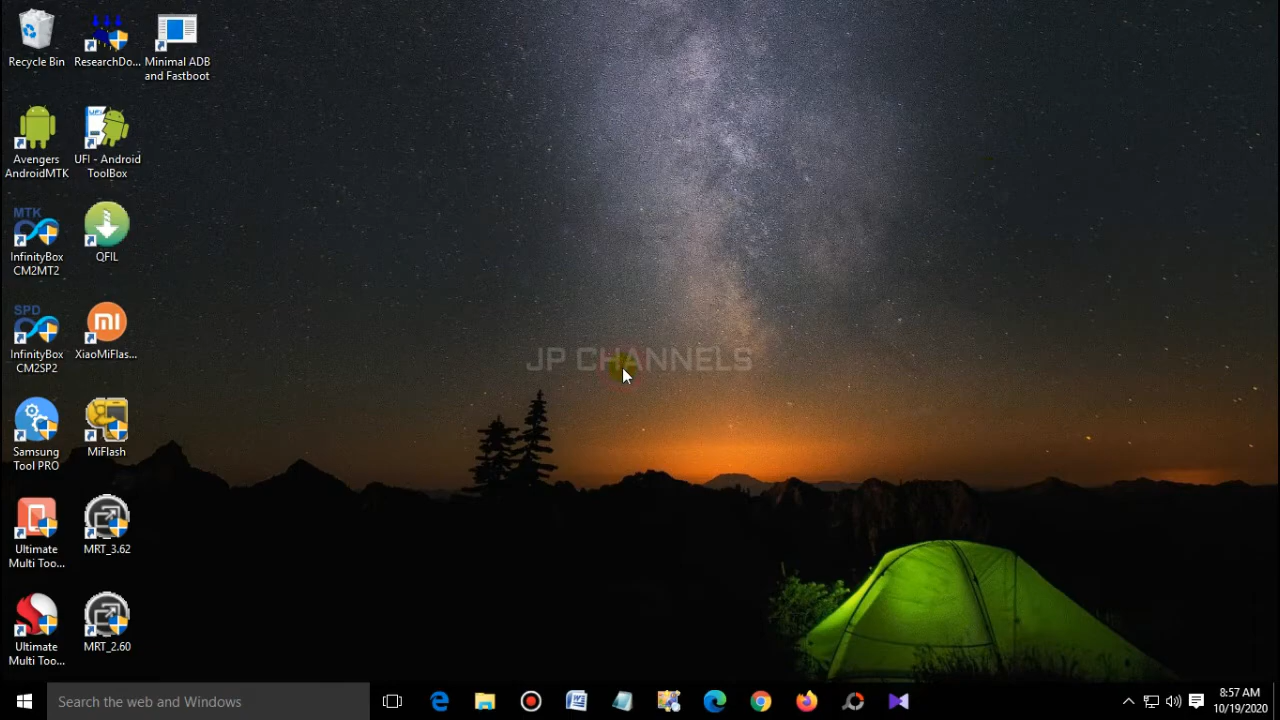 Recycle Bin
ResearchDo...
Minimal ADB
and Fastboot
Avengers
AndroidMTK
UFI - Android
ToolBox
MTK
InfinityBox
CM2MT2
QFIL
SPD
InfinityBox
CM2SP2
XiaoMiFlas...
Samsung
Tool PRO
MiFlash
Ultimate
Multi Too...
MRT_3.62
Ultimate
Multi Too...
MRT_2.60
JP CHANNELS
Search the web and Windows
8:57 AM
10/19/2020